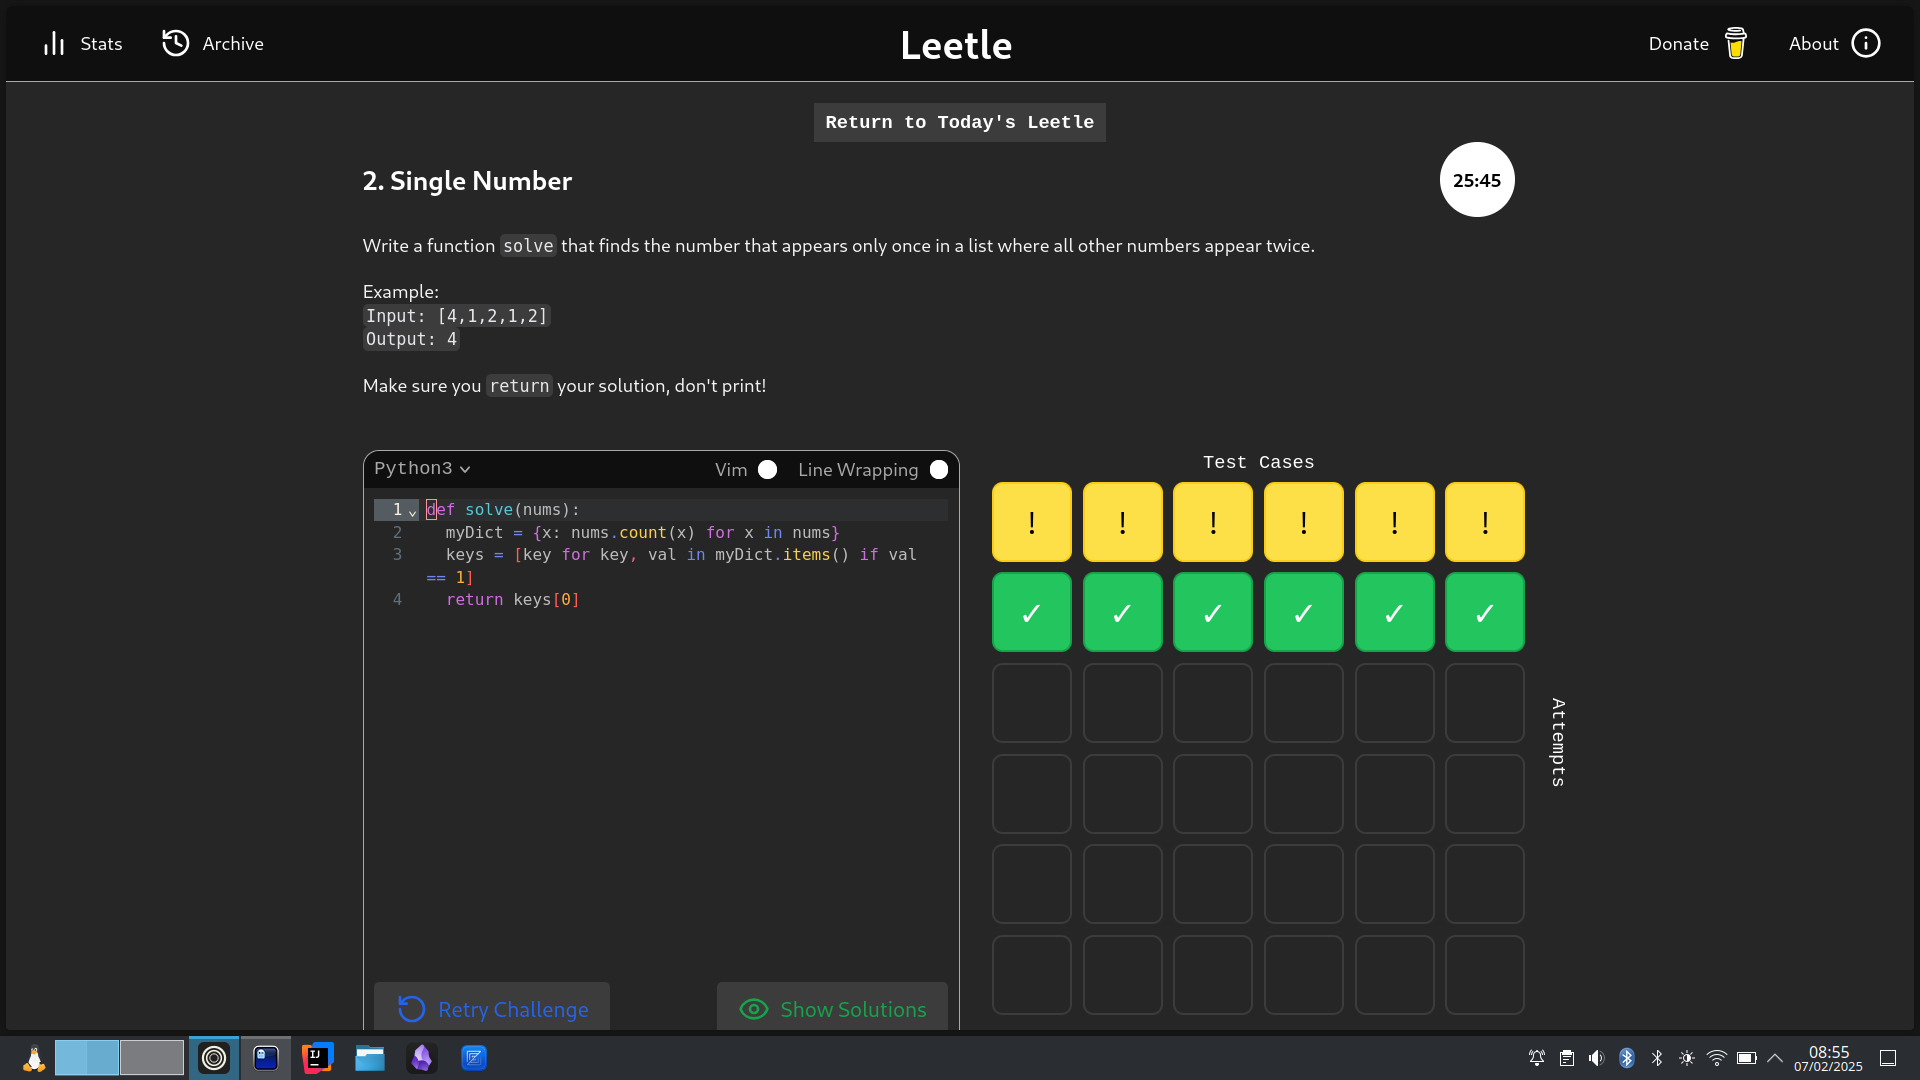 Stats
Archive
Leetle
Donate
About
Return to Today's Leetle
2. Single Number
25:45
Write a function solve that finds the number that appears only once in a list where all other numbers appear twice.
Example:
Input: [4,1,2,1,2]
Output: 4
Make sure you return your solution, don't print!
Python3
Vim
Line Wrapping
1 def solve(nums):
2 myDict = {x: nums.count(x) for x in nums}
3 keys = [key for key, val in myDict.items() if val
== 1]
4 return keys[0]
Retry Challenge
Show Solutions
Test Cases
! ! ! ! ! !
✓ ✓ ✓ ✓ ✓ ✓
Attempts
IJ
08:55
07/02/2025